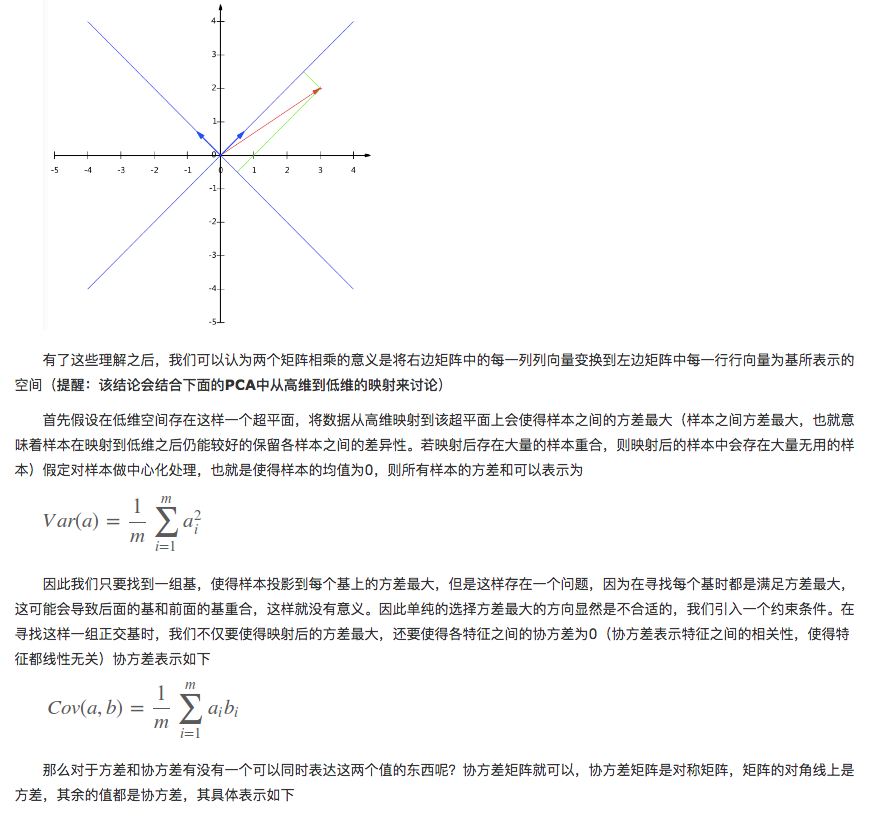 4
3
2
1
0
-5
-4
-3
-2
-1
0
1
2
3
4
-1
-2
-3
-4
-5
有了这些理解之后，我们可以认为两个矩阵相乘的意义是将右边矩阵中的每一列列向量变换到左边矩阵中每一行行向量为基所表示的
空间（提醒：该结论会结合下面的PCA中从高维到低维的映射来讨论）
首先假设在低维空间存在这样一个超平面，将数据从高维映射到该超平面上会使得样本之间的方差最大（样本之间方差最大，也就意
味着样本在映射到低维之后仍能较好的保留各样本之间的差异性。若映射后存在大量的样本重合，则映射后的样本中会存在大量无用的样
本）假定对样本做中心化处理，也就是使得样本的均值为0，则所有样本的方差和可以表示为
Var(a) = \frac{1}{m} \sum_{i=1}^{m} a_i^2
因此我们只要找到一组基，使得样本投影到每个基上的方差最大，但是这样存在一个问题，因为在寻找每个基时都是满足方差最大，
这可能会导致后面的基和前面的基重合，这样就没有意义。因此单纯的选择方差最大的方向显然是不合适的，我们引入一个约束条件。在
寻找这样一组正交基时，我们不仅要使得映射后的方差最大，还要使得各特征之间的协方差为0（协方差表示特征之间的相关性，使得特
征都线性无关）协方差表示如下
Cov(a, b) = \frac{1}{m} \sum_{i=1}^{m} a_i b_i
那么对于方差和协方差有没有一个可以同时表达这两个值的东西呢？协方差矩阵就可以，协方差矩阵是对称矩阵，矩阵的对角线上是
方差，其余的值都是协方差，其具体表示如下